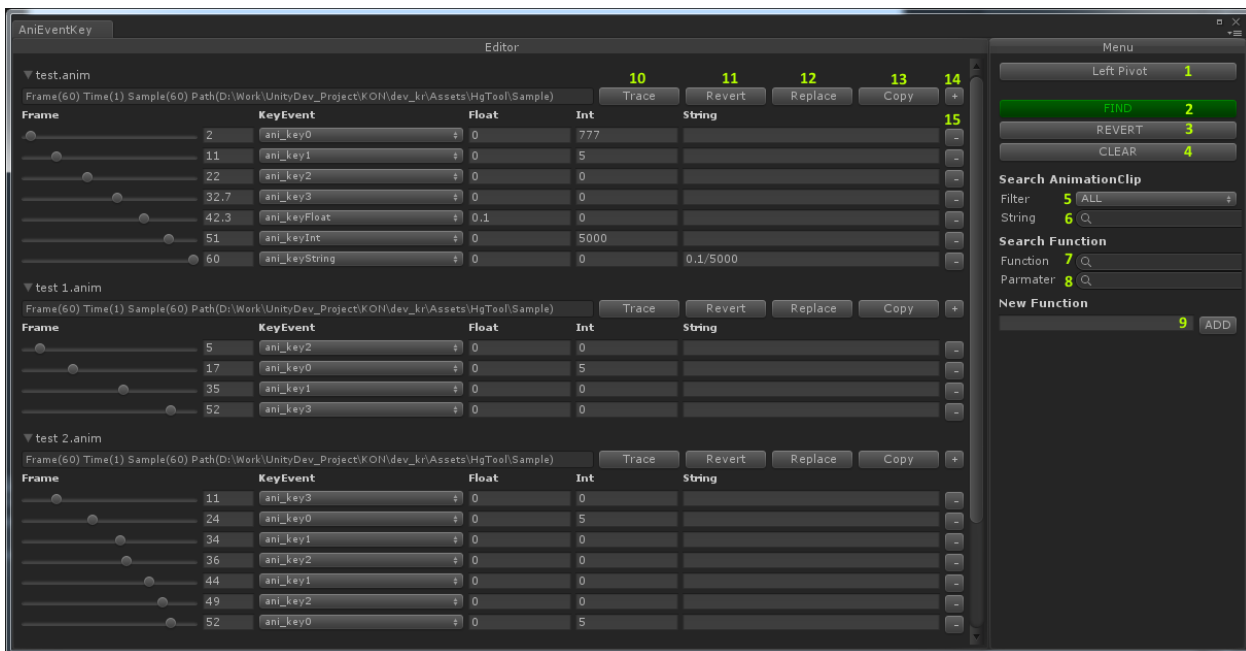 AniEventKey
Editor
test.anim
10 11 12 13 14
Frame(60) Time(1) Sample(60) Path(D:\Work\UnityDev_Project\KON\dev_kr\Assets\HgTool\Sample) Trace Revert Replace Copy +
Frame KeyEvent Float Int String 15
2 ani_key0 0 777 -
11 ani_key1 0 5 -
22 ani_key2 0 0 -
32.7 ani_key3 0 0 -
42.3 ani_keyFloat 0.1 0 -
51 ani_keyInt 0 5000 -
60 ani_keyString 0 0 0.1/5000 -
test 1.anim
Frame(60) Time(1) Sample(60) Path(D:\Work\UnityDev_Project\KON\dev_kr\Assets\HgTool\Sample) Trace Revert Replace Copy +
Frame KeyEvent Float Int String
5 ani_key2 0 0 -
17 ani_key0 0 5 -
35 ani_key1 0 0 -
52 ani_key3 0 0 -
test 2.anim
Frame(60) Time(1) Sample(60) Path(D:\Work\UnityDev_Project\KON\dev_kr\Assets\HgTool\Sample) Trace Revert Replace Copy +
Frame KeyEvent Float Int String
11 ani_key3 0 0 -
24 ani_key0 0 5 -
34 ani_key1 0 0 -
36 ani_key2 0 0 -
44 ani_key1 0 0 -
49 ani_key2 0 0 -
52 ani_key0 0 5 -
Menu
Left Pivot 1
FIND 2
REVERT 3
CLEAR 4
Search AnimationClip
Filter 5 ALL
String 6
Search Function
Function 7
Parmater 8
New Function
9 ADD